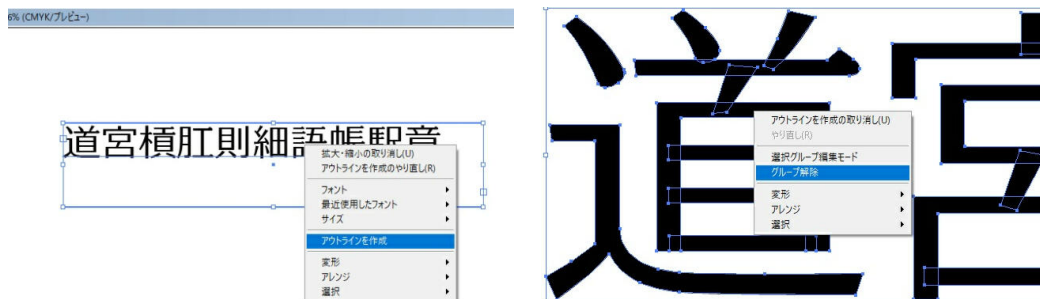 6% (CMYK/プレビュー)
道宮槓肛則細語帳駅章
拡大・縮小の取り消し(U)
アウトラインを作成のやり直し(R)
フォント
最近使用したフォント
サイズ
アウトラインを作成
変形
アレンジ
選択
道
アウトラインを作成の取り消し(U)
やり直し(R)
選択グループ編集モード
グループ解除
変形
アレンジ
選択